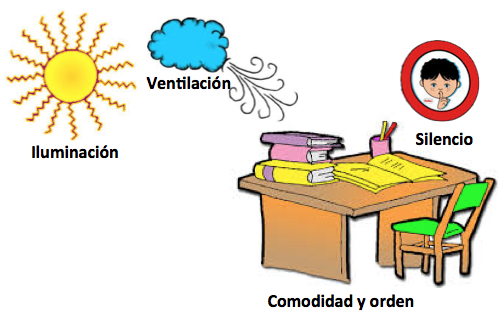 Ventilación
Silencio
Iluminación
Comodidad y orden